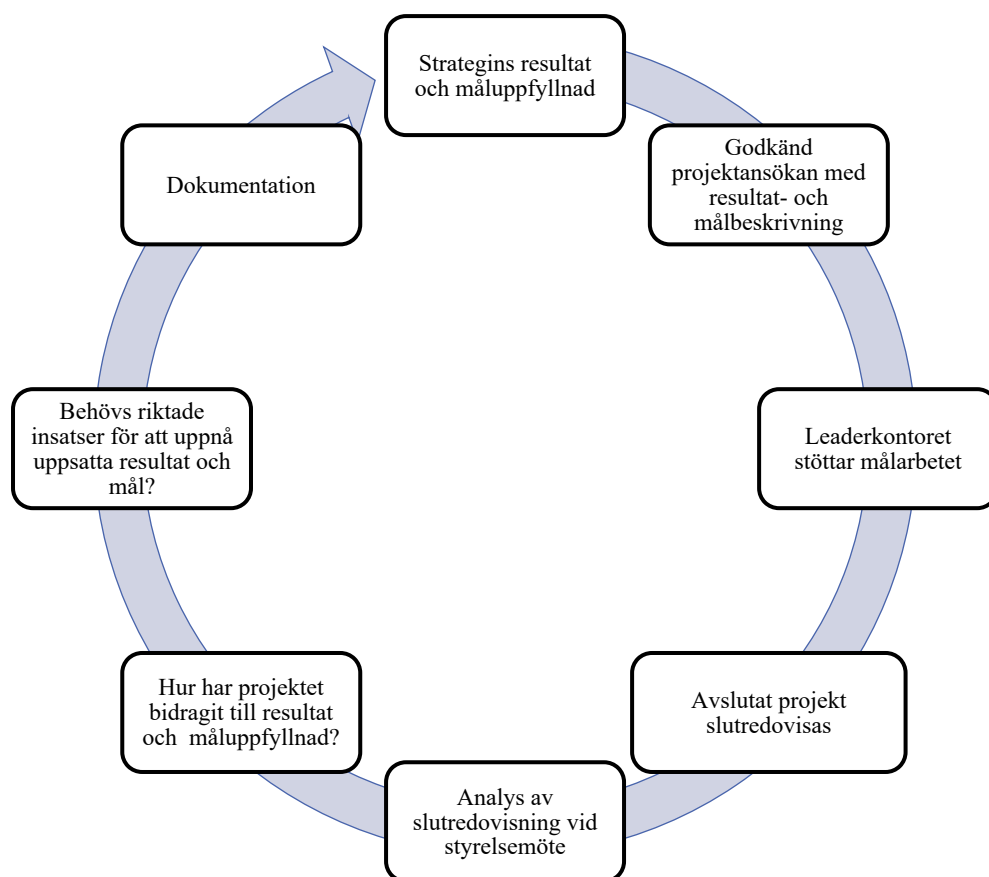 Strategins resultat
och måluppfyllnad
Godkänd
projektansökan med
resultat- och
målbeskrivning
Leaderkontoret
stöttar målarbetet
Avslutat projekt
slutredovisas
Analys av
slutredovisning vid
styrelsemöte
Hur har projektet
bidragit till resultat
och måluppfyllnad?
Behövs riktade
insatser för att uppnå
uppsatta resultat och
mål?
Dokumentation